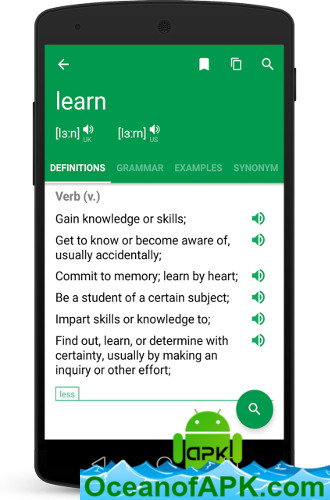 learn
[lɜːn] UK [lɜːrn] US
DEFINITIONS GRAMMAR EXAMPLES SYNONYM
Verb (v.)
Gain knowledge or skills;
Get to know or become aware of,
usually accidentally;
Commit to memory; learn by heart;
Be a student of a certain subject;
Impart skills or knowledge to;
Find out, learn, or determine with
certainty, usually by making an
inquiry or other effort;
less
apk
OceanofAPK.com